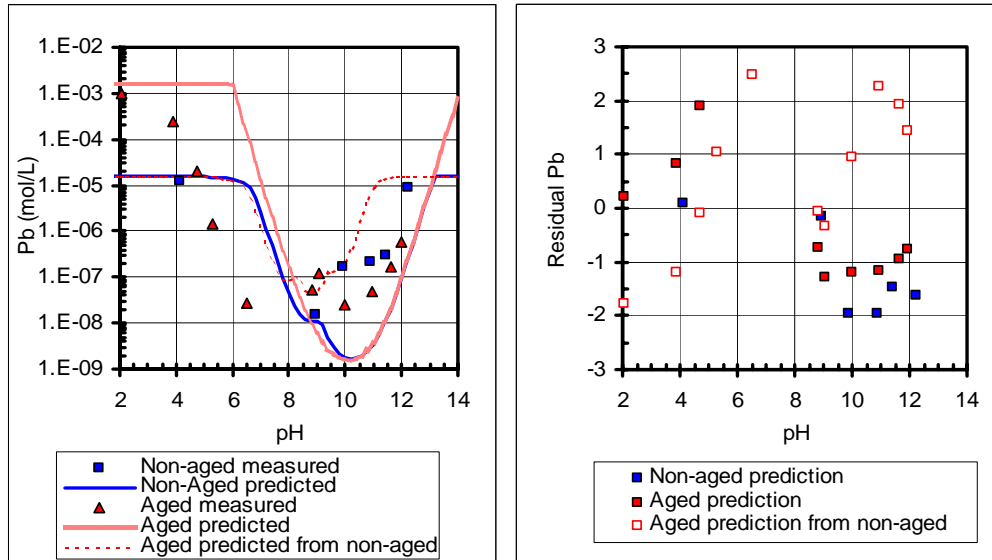 Pb (mol/L)
1.E-02
1.E-03
1.E-04
1.E-05
1.E-06
1.E-07
1.E-08
1.E-09
2 4 6 8 10 12 14
pH
Non-aged measured
Non-Aged predicted
Aged measured
Aged predicted
Aged predicted from non-aged
Residual Pb
3
2
1
0
-1
-2
-3
2 4 6 8 10 12 14
pH
Non-aged prediction
Aged prediction
Aged prediction from non-aged